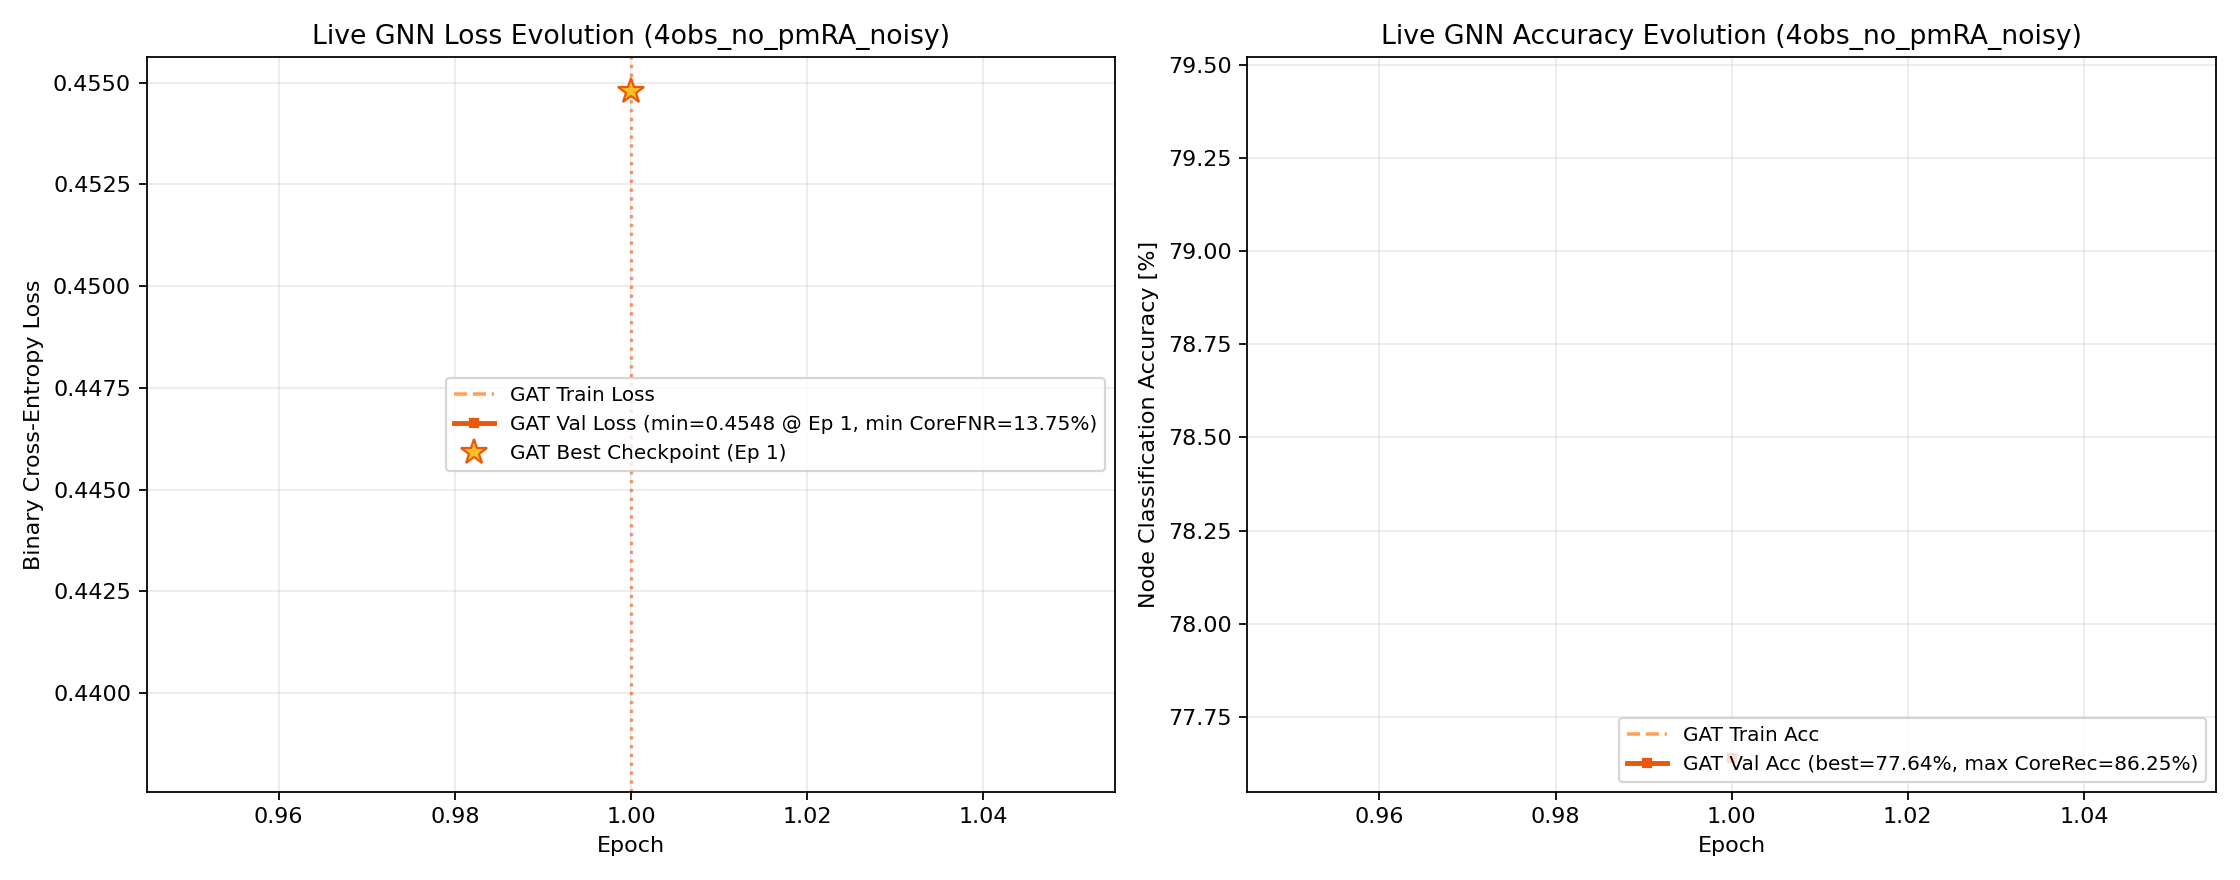 Live GNN Loss Evolution (4obs_no_pmRA_noisy)
Binary Cross-Entropy Loss
0.4550
0.4525
0.4500
0.4475
0.4450
0.4425
0.4400
GAT Train Loss
GAT Val Loss (min=0.4548 @ Ep 1, min CoreFNR=13.75%)
GAT Best Checkpoint (Ep 1)
0.96 0.98 1.00 1.02 1.04
Epoch
Live GNN Accuracy Evolution (4obs_no_pmRA_noisy)
Node Classification Accuracy [%]
79.50
79.25
79.00
78.75
78.50
78.25
78.00
77.75
GAT Train Acc
GAT Val Acc (best=77.64%, max CoreRec=86.25%)
0.96 0.98 1.00 1.02 1.04
Epoch